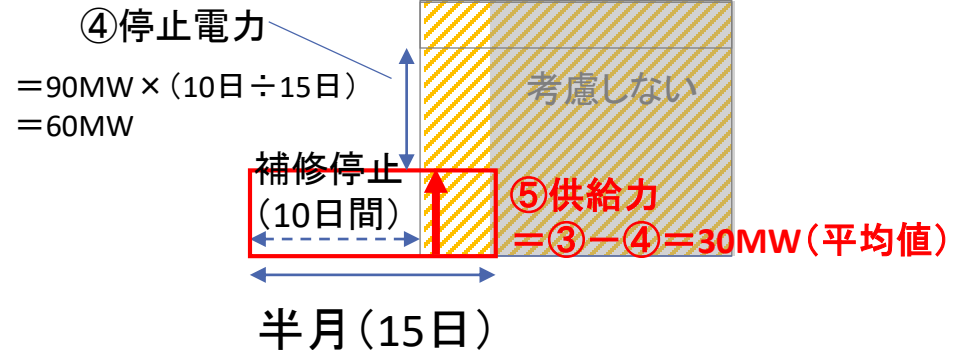 ④停止電力
＝90MW×（10日÷15日）
＝60MW
考慮しない
補修停止
（10日間）
⑤供給力
＝③－④＝30MW（平均値）
半月（15日）